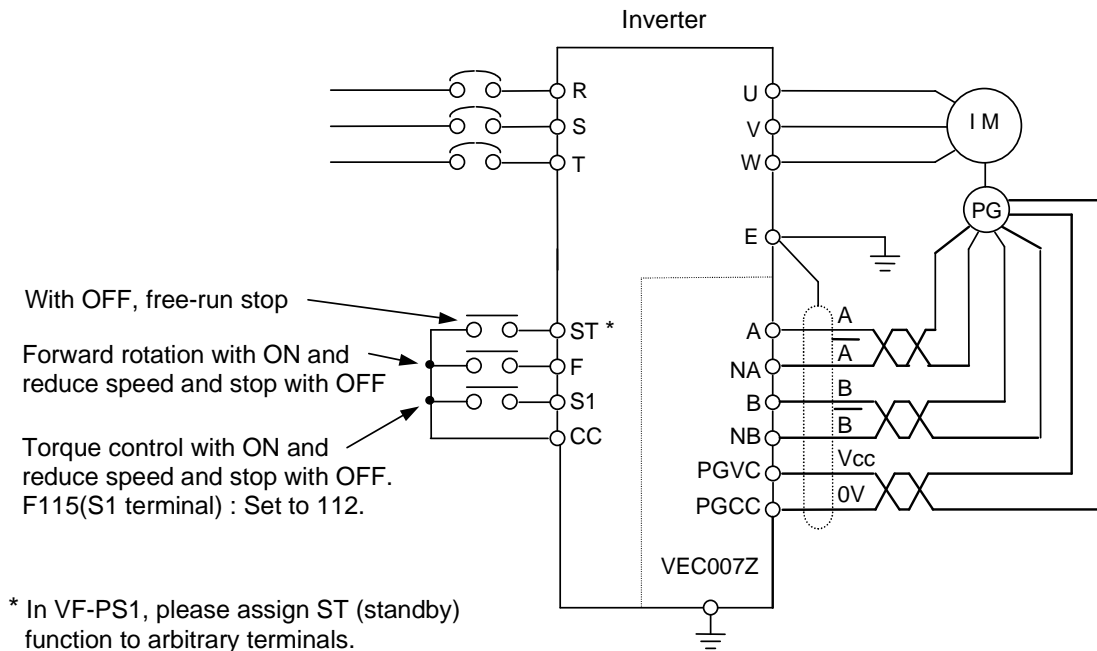 Inverter
R
S
T
U
V
W
IM
PG
E
With OFF, free-run stop
ST *
Forward rotation with ON and
reduce speed and stop with OFF
F
S1
CC
Torque control with ON and
reduce speed and stop with OFF.
F115(S1 terminal) : Set to 112.
A
A
NA
A̅
B
B
NB
B̅
PGVC
Vcc
PGCC
0V
VEC007Z
* In VF-PS1, please assign ST (standby)
function to arbitrary terminals.